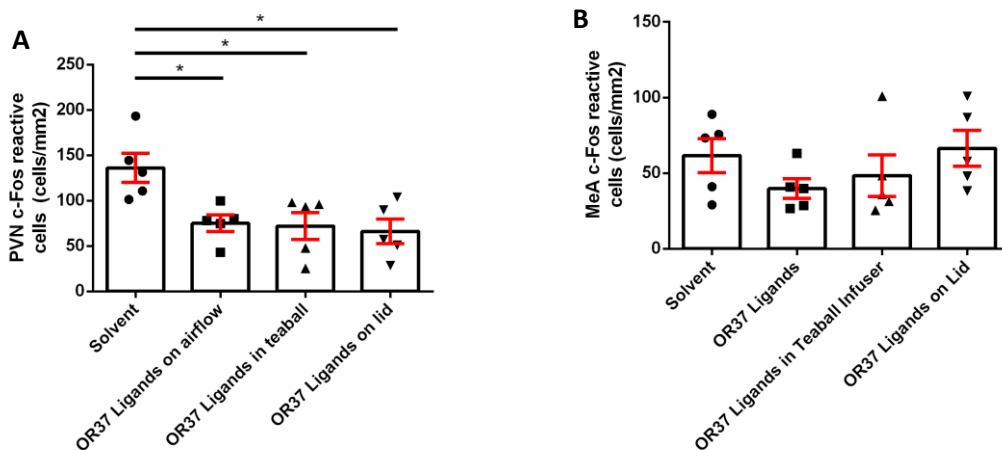 A
*
*
*
PVN c-Fos reactive
cells (cells/mm2)
250
200
150
100
50
0
Solvent
OR37 Ligands on airflow
OR37 Ligands in teaball
OR37 Ligands on lid
B
MeA c-Fos reactive
cells (cells/mm2)
150
100
50
0
Solvent
OR37 Ligands
OR37 Ligands in Teaball Infuser
OR37 Ligands on Lid